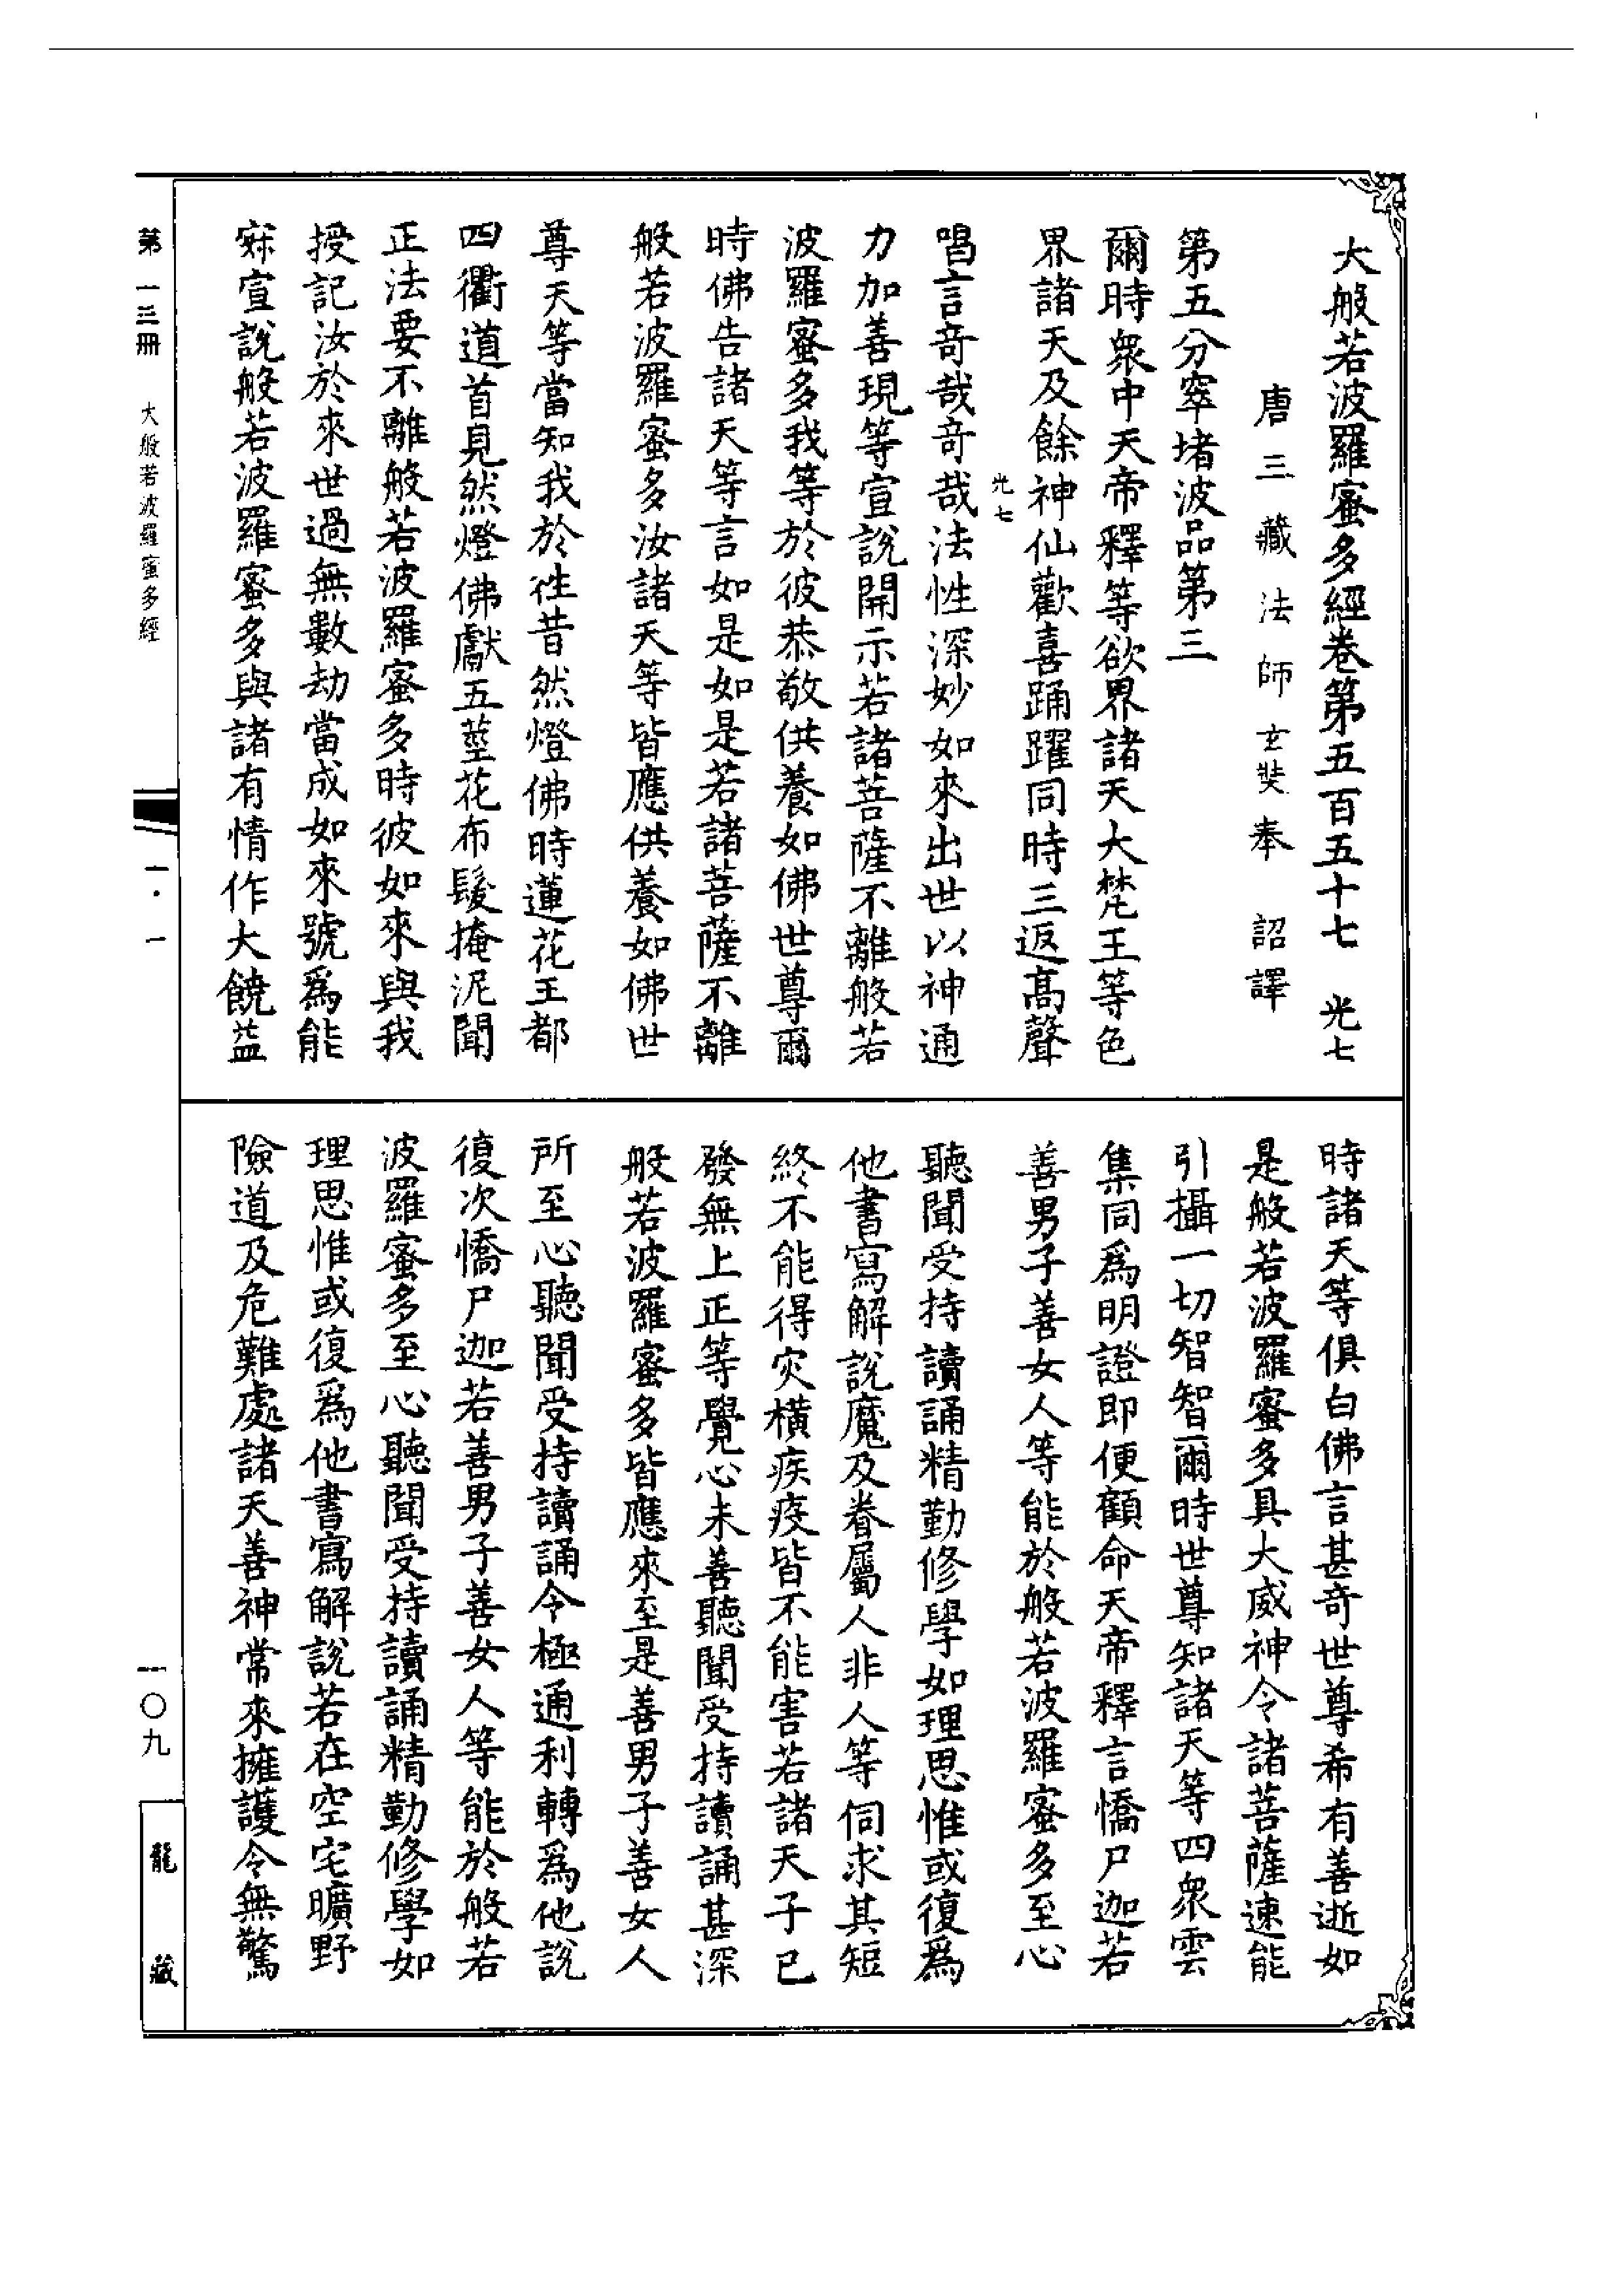 大般若波羅蜜多經卷第五百五十七　光七
唐三藏法師玄奘奉　詔譯
第五分窣堵波品第三
爾時衆中天帝釋等欲界諸天大梵王等色
界諸天及餘神仙歡喜踊躍同時三返高聲
光七
唱言奇哉奇哉法性深妙如來出世以神通
力加善現等宣說開示若諸菩薩不離般若
波羅蜜多我等於彼恭敬供養如佛世尊爾
時佛告諸天等言如是如是若諸菩薩不離
般若波羅蜜多汝諸天等皆應供養如佛世
尊天等當知我於徃昔然燈佛時蓮花王都
四衢道首見然燈佛獻五莖花布髮掩泥聞
正法要不離般若波羅蜜多時彼如來與我
授記汝於來世過無數劫當成如來號爲能
寂宣說般若波羅蜜多與諸有情作大饒益
時諸天等俱白佛言甚奇世尊希有善逝如
是般若波羅蜜多具大威神令諸菩薩速能
引攝一切智智爾時世尊知諸天等四衆雲
集同爲明證即便顧命天帝釋言憍尸迦若
善男子善女人等能於般若波羅蜜多至心
聽聞受持讀誦精勤修學如理思惟或復爲
他書寫解說魔及眷屬人非人等伺求其短
終不能得灾橫疾疫皆不能害若諸天子已
發無上正等覺心未善聽聞受持讀誦甚深
般若波羅蜜多皆應來至是善男子善女人
所至心聽聞受持讀誦令極通利轉爲他說
復次憍尸迦若善男子善女人等能於般若
波羅蜜多至心聽聞受持讀誦精勤修學如
理思惟或復爲他書寫解說若在空宅曠野
險道及危難處諸天善神常來擁護令無驚
第一三冊　大般若波羅蜜多經
一·一
一〇九
龍藏